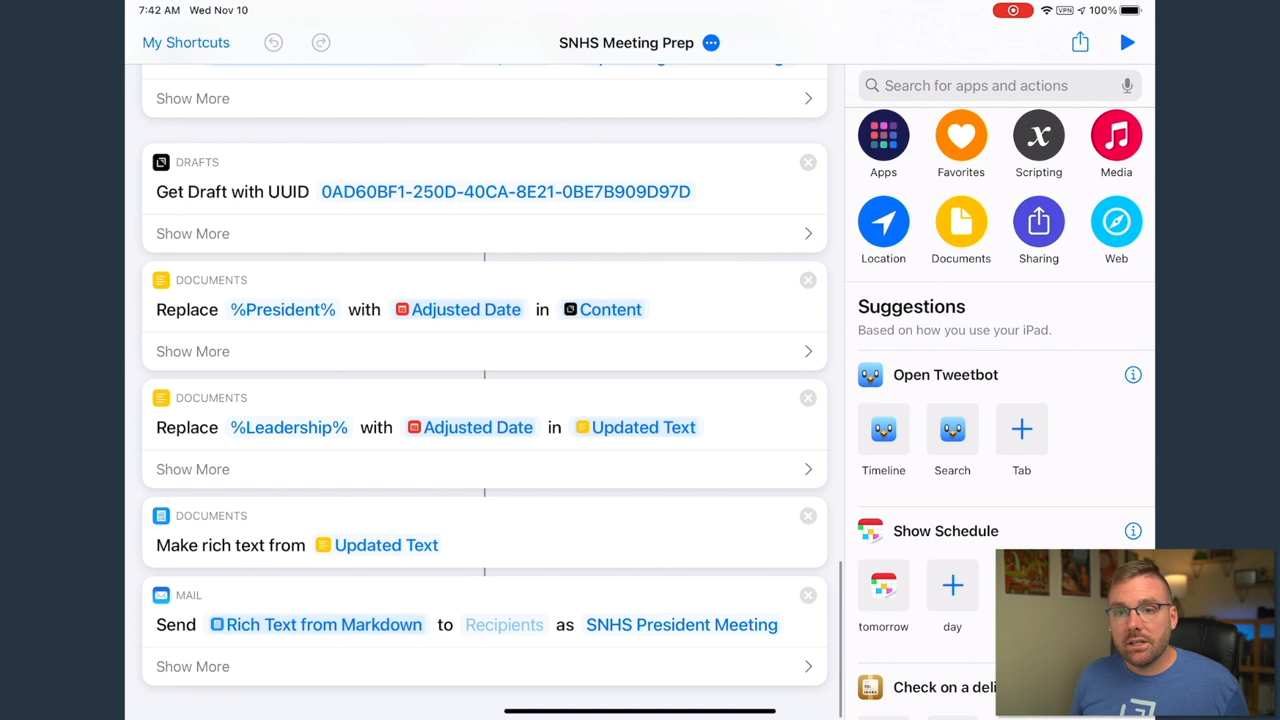 7:42 AM Wed Nov 10
VPN 100%
My Shortcuts
SNHS Meeting Prep
Show More
DRAFTS
Get Draft with UUID 0AD60BF1-250D-40CA-8E21-0BE7B909D97D
Show More
DOCUMENTS
Replace %President% with Adjusted Date in Content
Show More
DOCUMENTS
Replace %Leadership% with Adjusted Date in Updated Text
Show More
DOCUMENTS
Make rich text from Updated Text
MAIL
Send Rich Text from Markdown to Recipients as SNHS President Meeting
Show More
Search for apps and actions
Apps Favorites Scripting Media
Location Documents Sharing Web
Suggestions
Based on how you use your iPad.
Open Tweetbot
Timeline Search Tab
Show Schedule
tomorrow day
Check on a deli